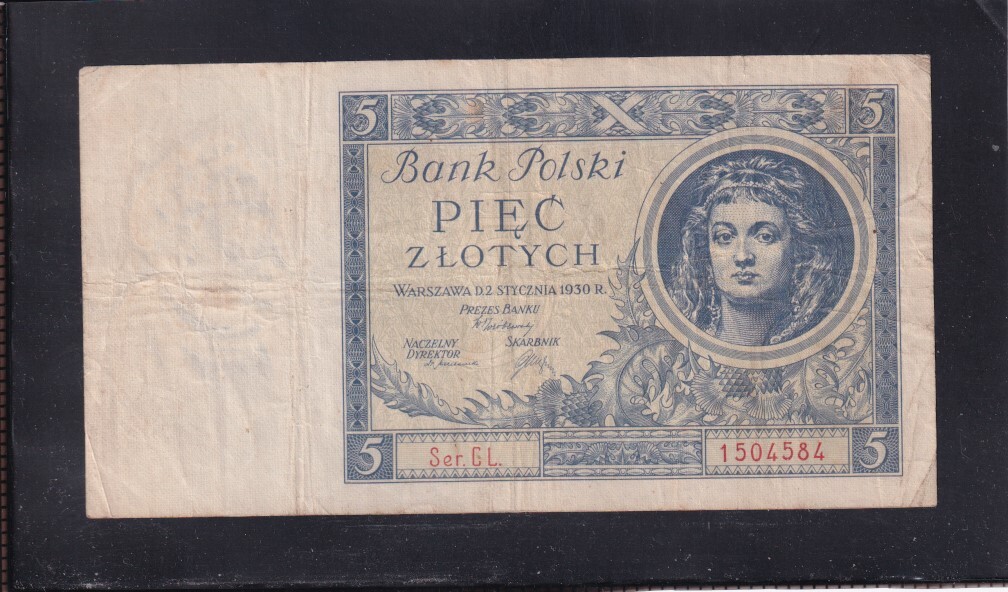 5 5
Bank Polski
PIĘĆ
ZŁOTYCH
WARSZAWA D.2 STYCZNIA 1930 R.
PREZES BANKU
NACZELNY DYREKTOR
SKARBNIK
5 Ser. GL. 1504584 5